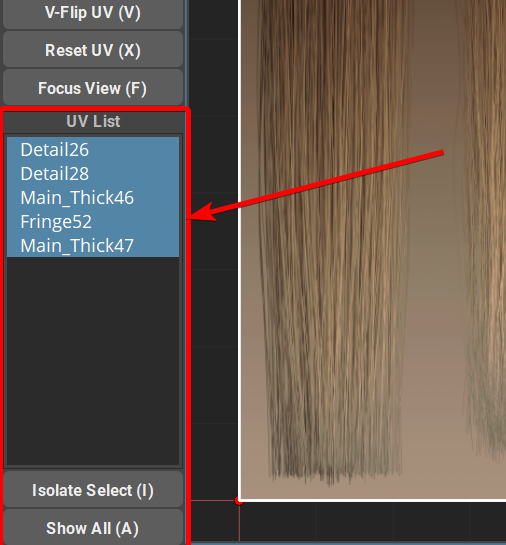 V-Flip UV (V)
Reset UV (X)
Focus View (F)
UV List
Detail26
Detail28
Main_Thick46
Fringe52
Main_Thick47
Isolate Select (I)
Show All (A)